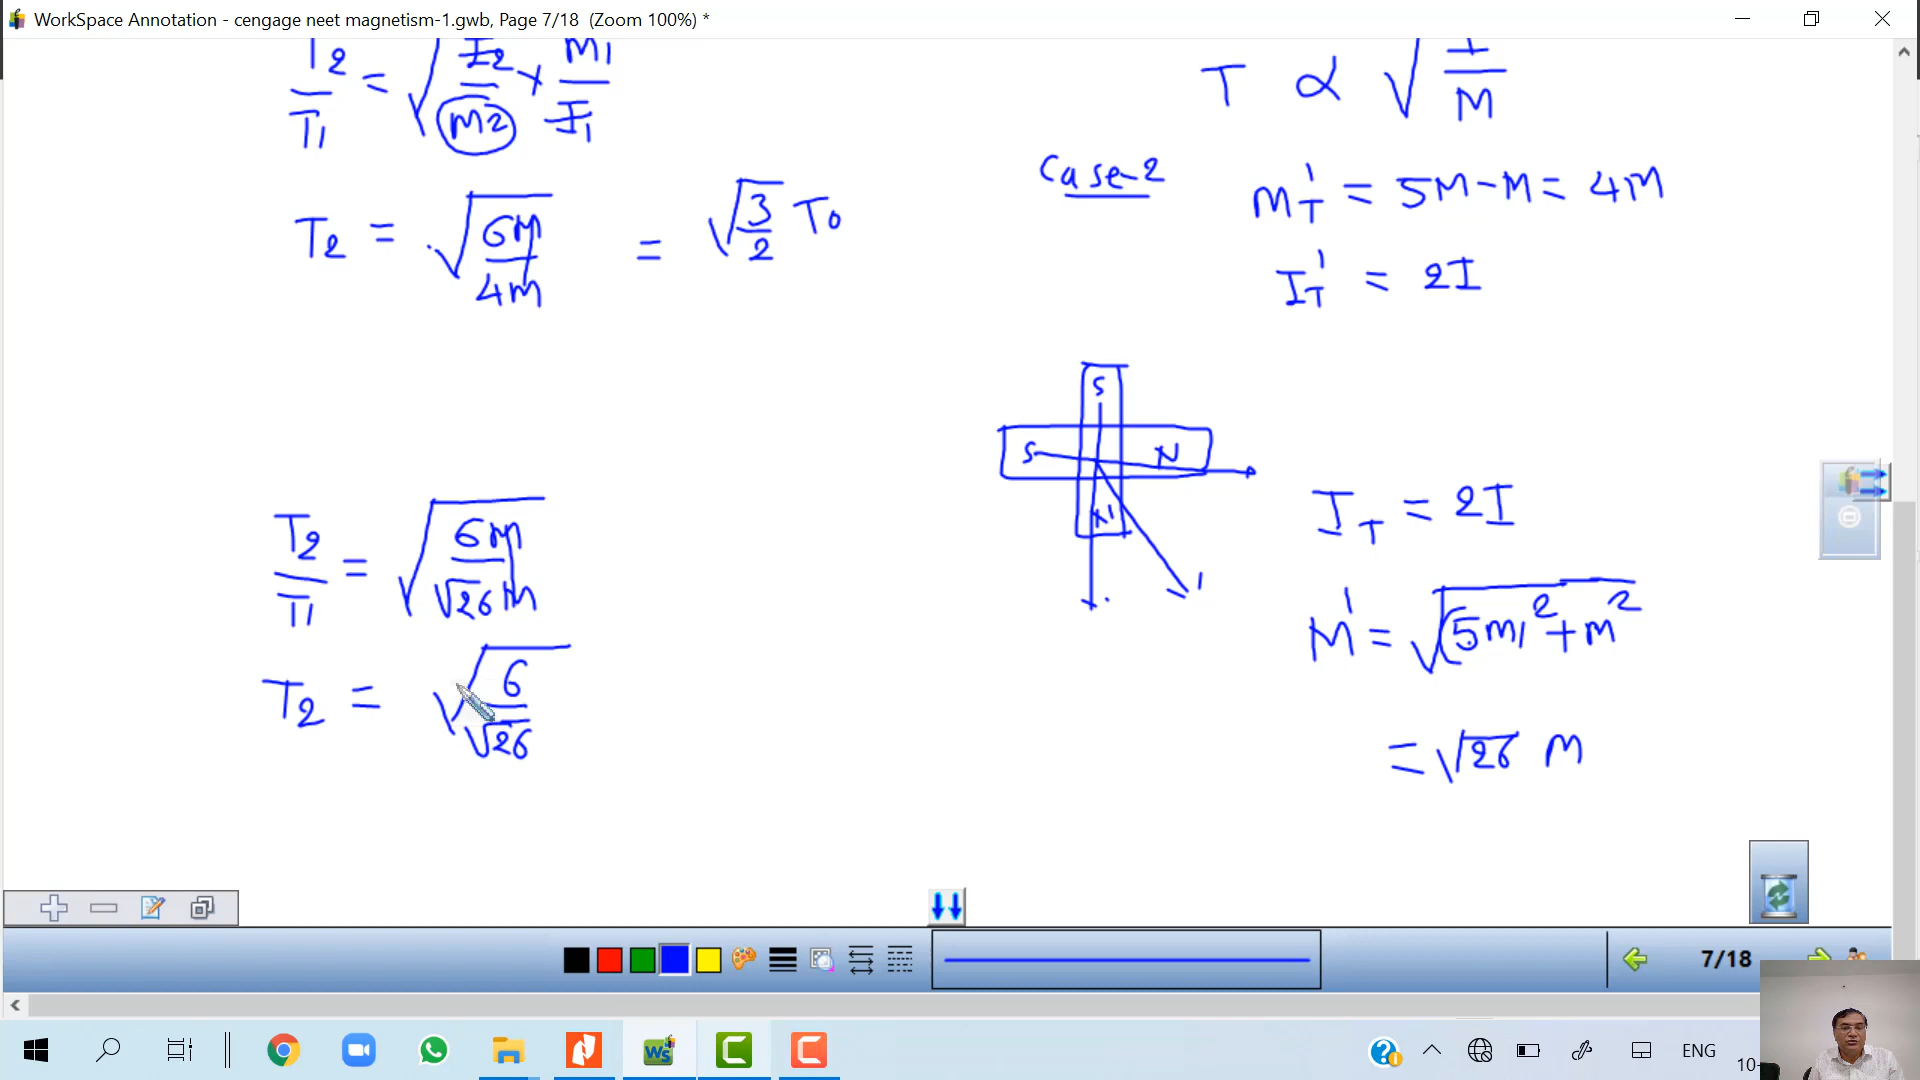 WorkSpace Annotation - cengage neet magnetism-1.gwb, Page 7/18 (Zoom 100%) *
T2/T1 = √(I2/(M2) × M1/I1)
T ∝ √(I/M)
Case-2
M'T = 5M - M = 4M
T2 = √(6M/4M) = √(3/2) T0
I'T = 2I
S
S N
N
IT = 2I
T2/T1 = √(6M/√26M)
M' = √(5m)²+m²
T2 = √(6/√26)
= √26 M
7/18
ENG
10-